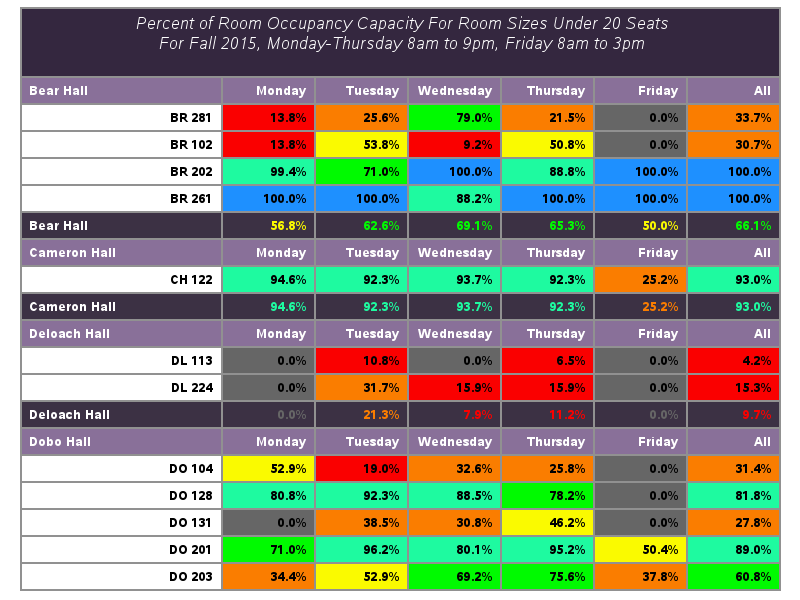 Percent of Room Occupancy Capacity For Room Sizes Under 20 Seats
For Fall 2015, Monday-Thursday 8am to 9pm, Friday 8am to 3pm
Bear Hall Monday Tuesday Wednesday Thursday Friday All
BR 281 13.8% 25.6% 79.0% 21.5% 0.0% 33.7%
BR 102 13.8% 53.8% 9.2% 50.8% 0.0% 30.7%
BR 202 99.4% 71.0% 100.0% 88.8% 100.0% 100.0%
BR 261 100.0% 100.0% 88.2% 100.0% 100.0% 100.0%
Bear Hall 56.8% 62.6% 69.1% 65.3% 50.0% 66.1%
Cameron Hall Monday Tuesday Wednesday Thursday Friday All
CH 122 94.6% 92.3% 93.7% 92.3% 25.2% 93.0%
Cameron Hall 94.6% 92.3% 93.7% 92.3% 25.2% 93.0%
Deloach Hall Monday Tuesday Wednesday Thursday Friday All
DL 113 0.0% 10.8% 0.0% 6.5% 0.0% 4.2%
DL 224 0.0% 31.7% 15.9% 15.9% 0.0% 15.3%
Deloach Hall 0.0% 21.3% 7.9% 11.2% 0.0% 9.7%
Dobo Hall Monday Tuesday Wednesday Thursday Friday All
DO 104 52.9% 19.0% 32.6% 25.8% 0.0% 31.4%
DO 128 80.8% 92.3% 88.5% 78.2% 0.0% 81.8%
DO 131 0.0% 38.5% 30.8% 46.2% 0.0% 27.8%
DO 201 71.0% 96.2% 80.1% 95.2% 50.4% 89.0%
DO 203 34.4% 52.9% 69.2% 75.6% 37.8% 60.8%